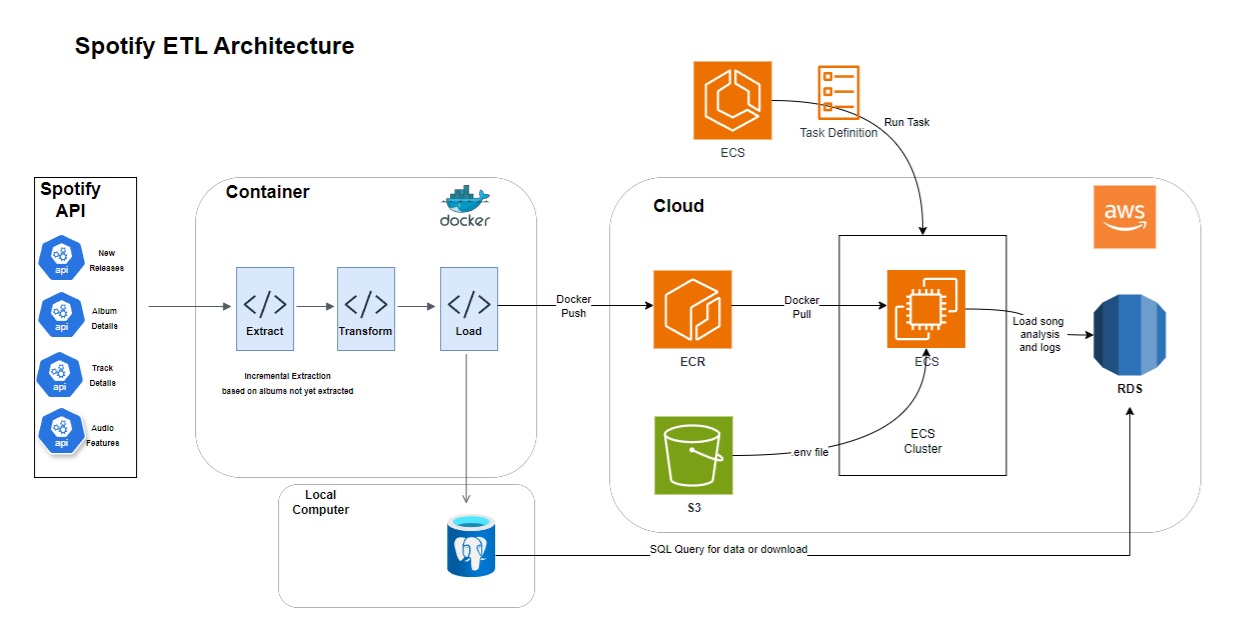 Spotify ETL Architecture
ECS
Task Definition
Run Task
Spotify
API
api
New
Releases
api
Album
Details
api
Track
Details
api
Audio
Features
Container
docker
</>
Extract
</>
Transform
</>
Load
Incremental Extraction
based on albums not yet extracted
Docker
Push
Local
Computer
Cloud
aws
ECR
Docker
Pull
ECS
ECS
Cluster
S3
.env file
Load song
analysis
and logs
RDS
SQL Query for data or download